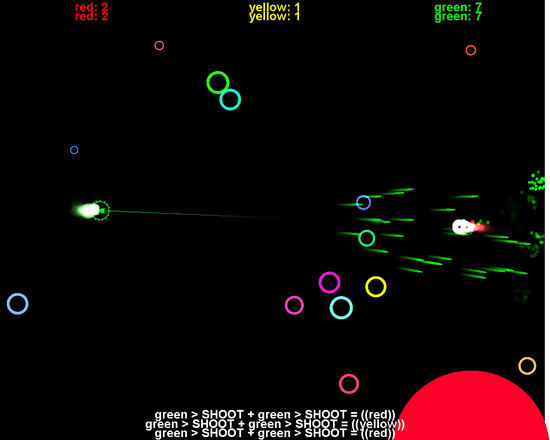 red: 2
red: 2
yellow: 1
yellow: 1
green: 7
green: 7
green > SHOOT + green > SHOOT = ((red))
green > SHOOT + green > SHOOT = ((yellow))
green > SHOOT + green > SHOOT = ((red))